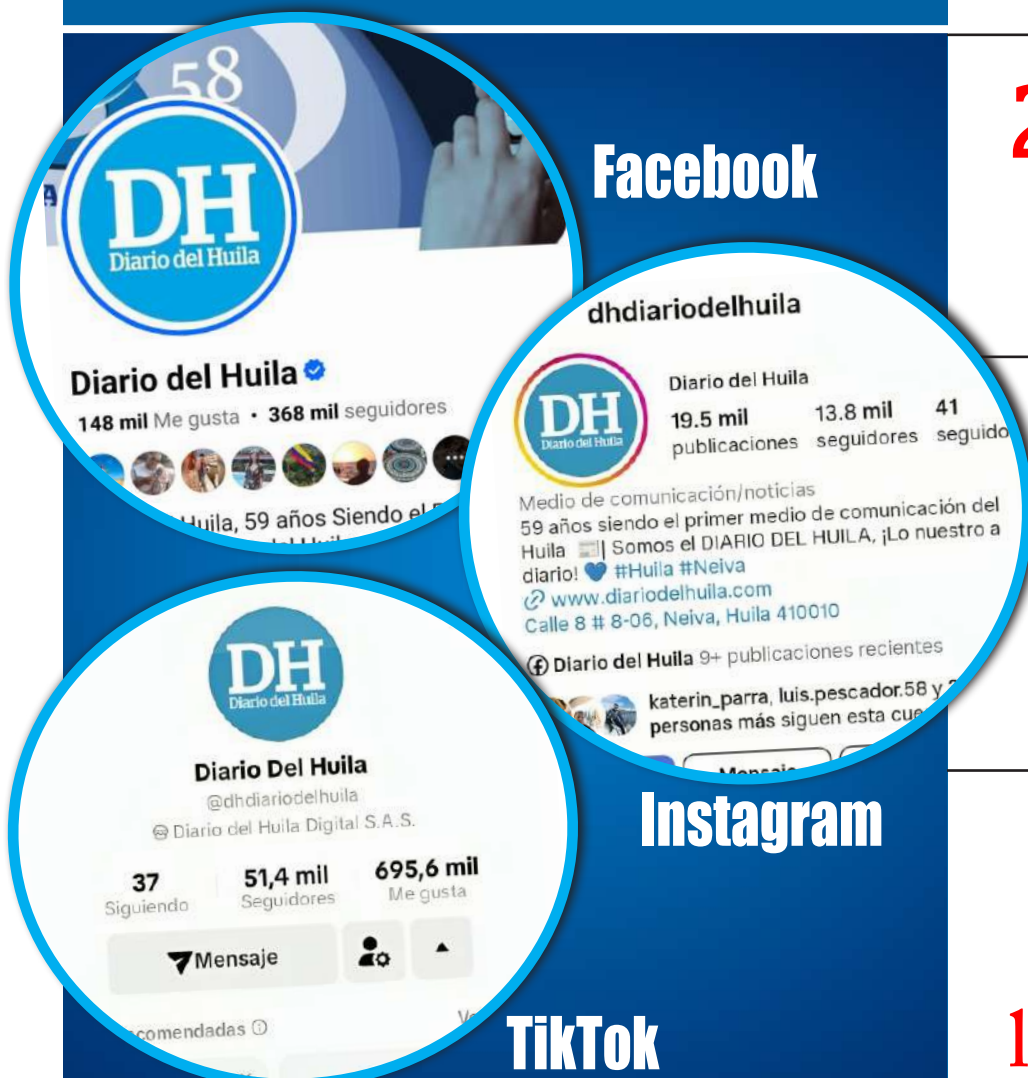 58
DH
Diario del Huila
Facebook
Diario del Huila
148 mil Me gusta • 368 mil seguidores
Huila, 59 años Siendo el
dhdiariodelhuila
DH
Diario del Huila
Diario del Huila
19.5 mil 13.8 mil 41
publicaciones seguidores seguido
Medio de comunicación/noticias
59 años siendo el primer medio de comunicación del
Huila 📰| Somos el DIARIO DEL HUILA, ¡Lo nuestro a
diario! 💙 #Huila #Neiva
www.diariodelhuila.com
Calle 8 # 8-06, Neiva, Huila 410010
Diario del Huila 9+ publicaciones recientes
katerin_parra, luis.pescador.58 y
personas más siguen esta cue
Mensaje
Instagram
DH
Diario del Huila
Diario Del Huila
@dhdiariodelhuila
Diario del Huila Digital S.A.S.
37 51,4 mil 695,6 mil
Siguiendo Seguidores Me gusta
Mensaje
comendadas
TikTok
2
1